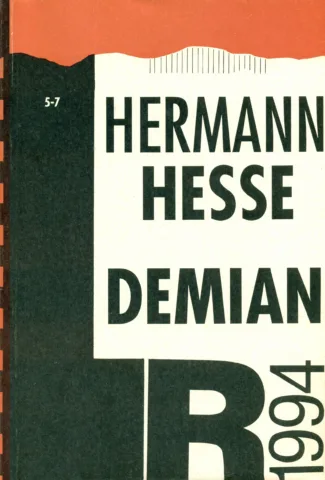 5-7
HERMANN
HESSE
DEMIAN
R
1994